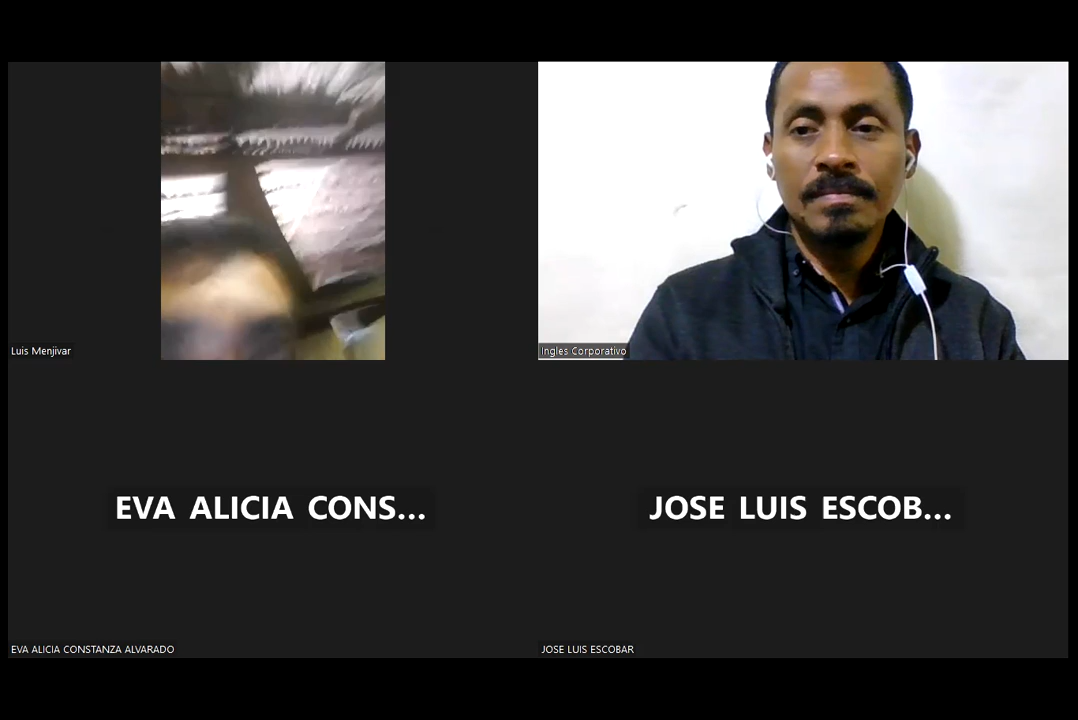 Luis Menjivar
Ingles Corporativo
EVA ALICIA CONS...
JOSE LUIS ESCOB...
EVA ALICIA CONSTANZA ALVARADO
JOSE LUIS ESCOBAR